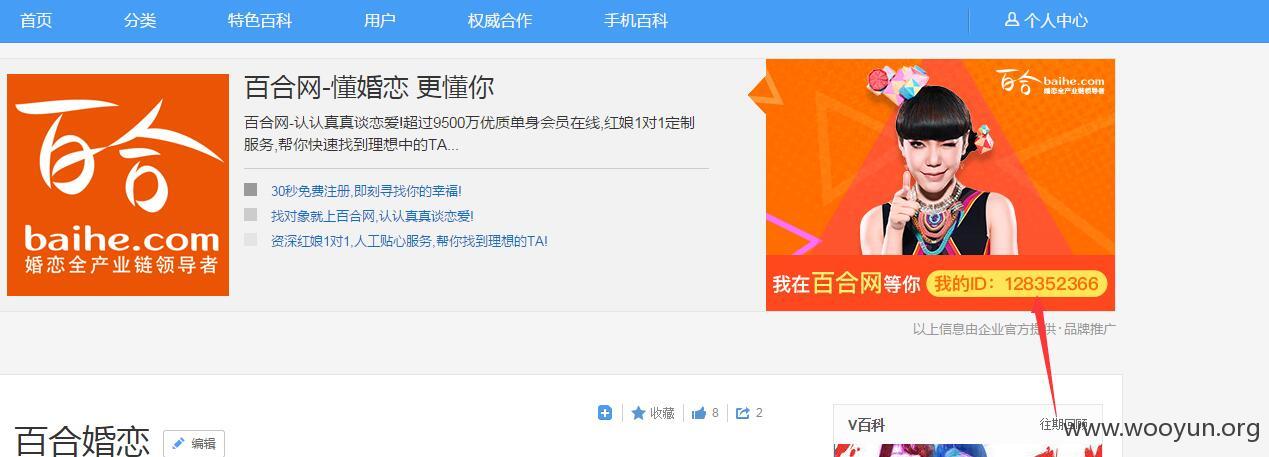 首页 分类 特色百科 用户 权威合作 手机百科 个人中心
百合
baihe.com
婚恋全产业链领导者
百合网-懂婚恋 更懂你
百合网-认认真真谈恋爱!超过9500万优质单身会员在线,红娘1对1定制
服务,帮你快速找到理想中的TA...
30秒免费注册,即刻寻找你的幸福!
找对象就上百合网,认认真真谈恋爱!
资深红娘1对1,人工贴心服务,帮你找到理想的TA!
百合 baihe.com
婚恋全产业链领导者
我在百合网等你 我的ID：128352366
以上信息由企业官方提供·品牌推广
收藏 8 2
百合婚恋 编辑
V百科 往期回顾
www.wooyun.org